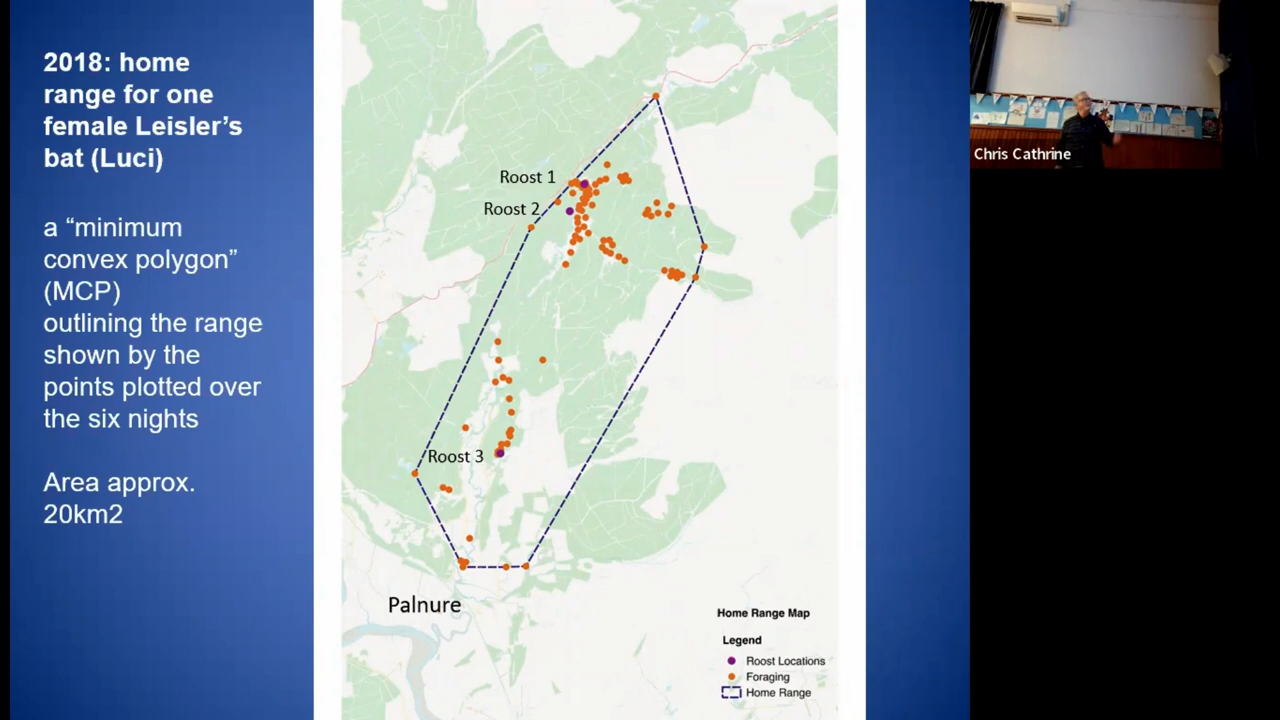 2018: home
range for one
female Leisler’s
bat (Luci)
a “minimum
convex polygon”
(MCP)
outlining the range
shown by the
points plotted over
the six nights
Area approx.
20km2
Roost 1
Roost 2
Roost 3
Palnure
Home Range Map
Legend
Roost Locations
Foraging
Home Range
Chris Cathrine